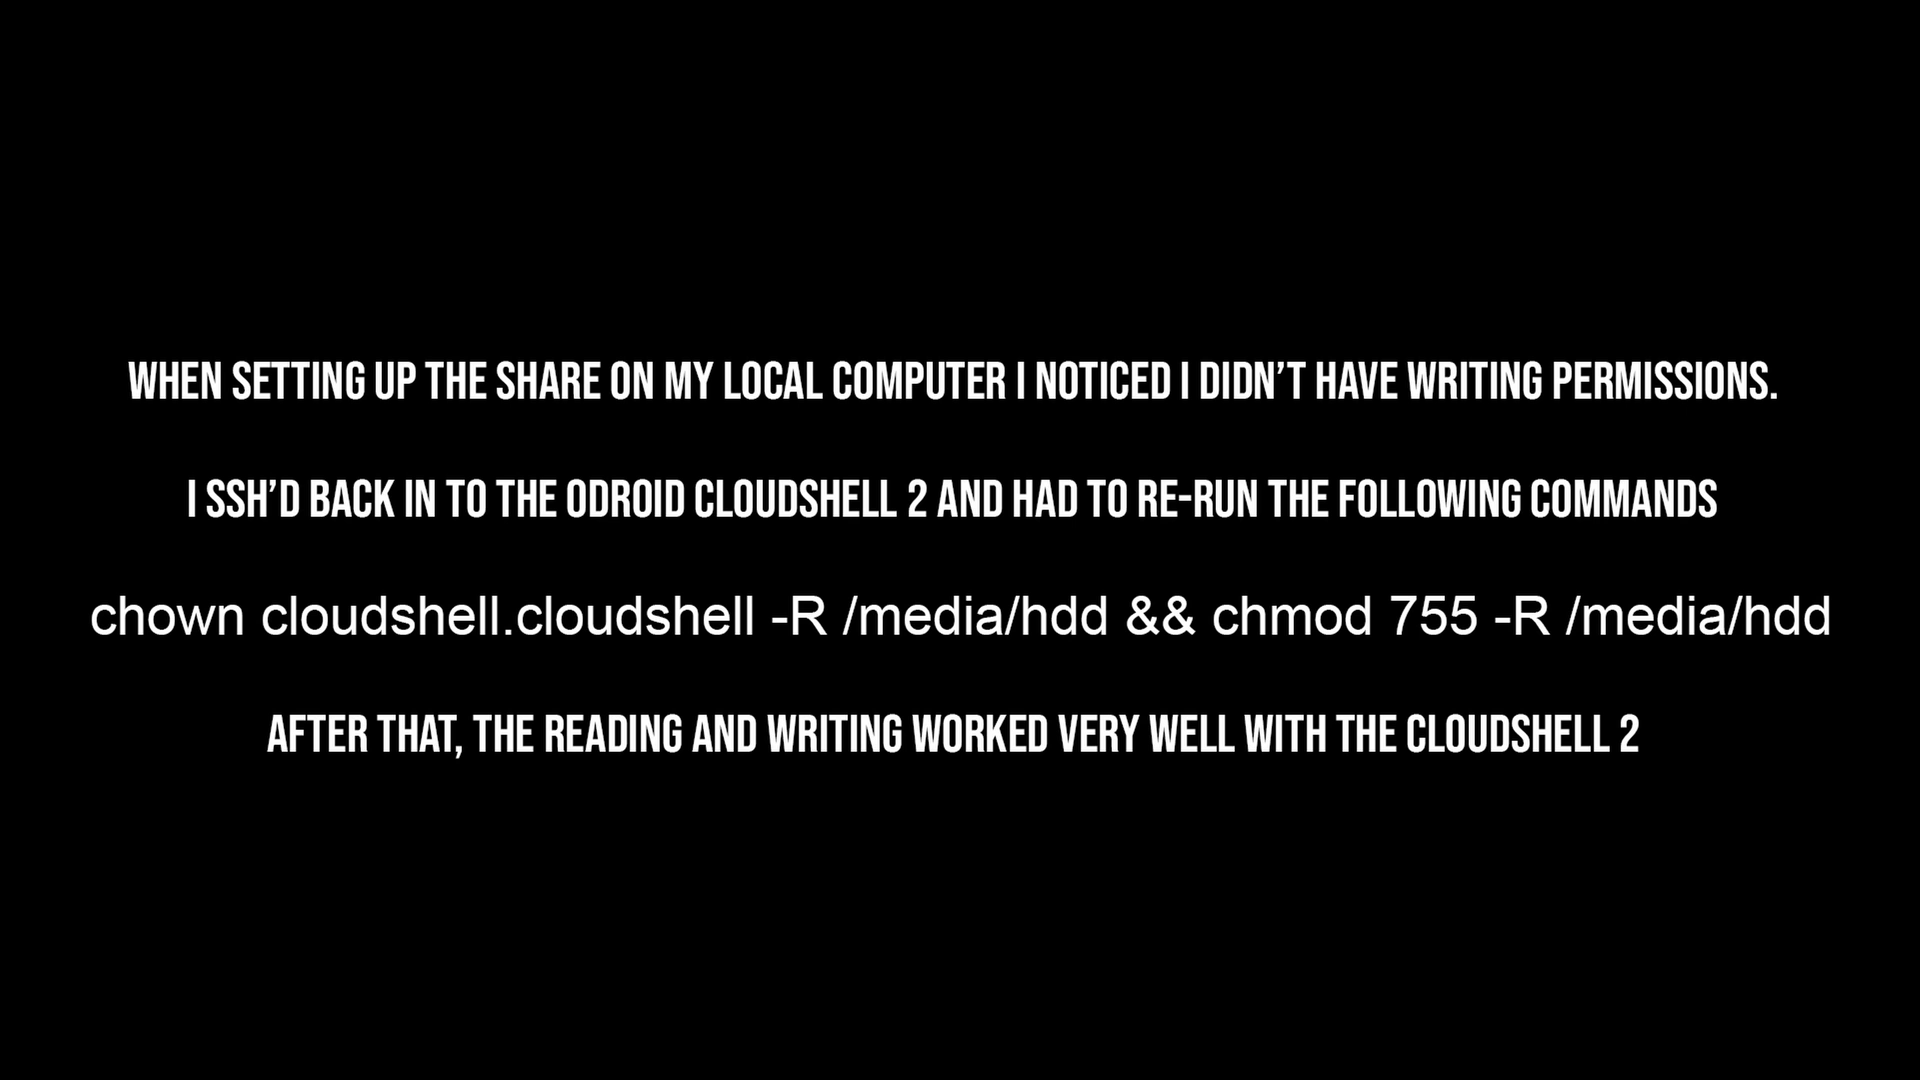 WHEN SETTING UP THE SHARE ON MY LOCAL COMPUTER I NOTICED I DIDN’T HAVE WRITING PERMISSIONS.
I SSH’D BACK IN TO THE ODROID CLOUDSHELL 2 AND HAD TO RE-RUN THE FOLLOWING COMMANDS
chown cloudshell.cloudshell -R /media/hdd && chmod 755 -R /media/hdd
AFTER THAT, THE READING AND WRITING WORKED VERY WELL WITH THE CLOUDSHELL 2